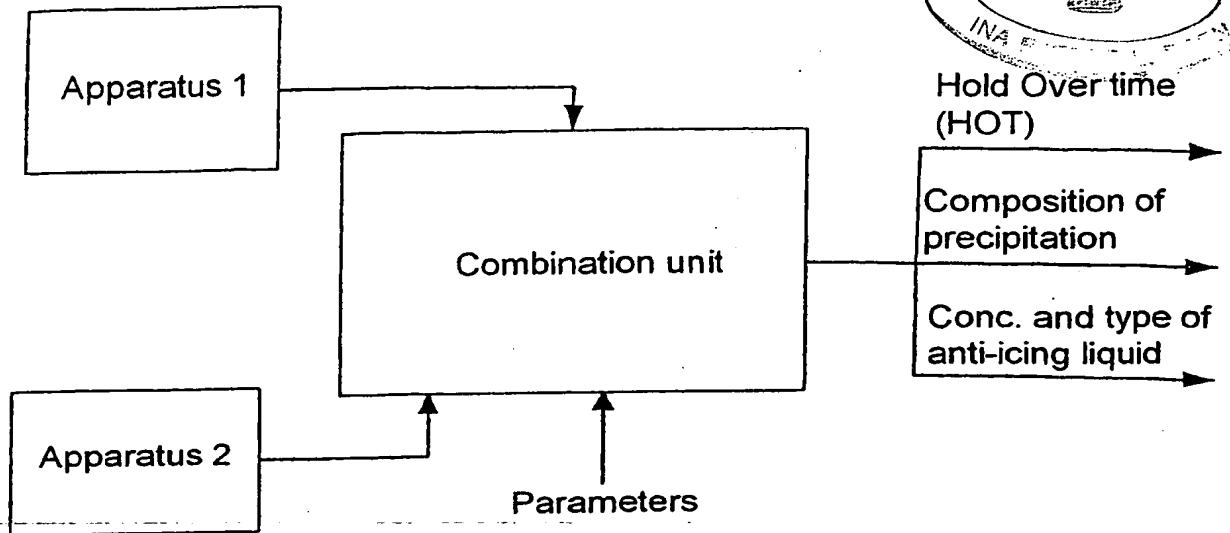 INA
Apparatus 1
Hold Over time
(HOT)
Composition of
precipitation
Combination unit
Conc. and type of
anti-icing liquid
Apparatus 2
Parameters